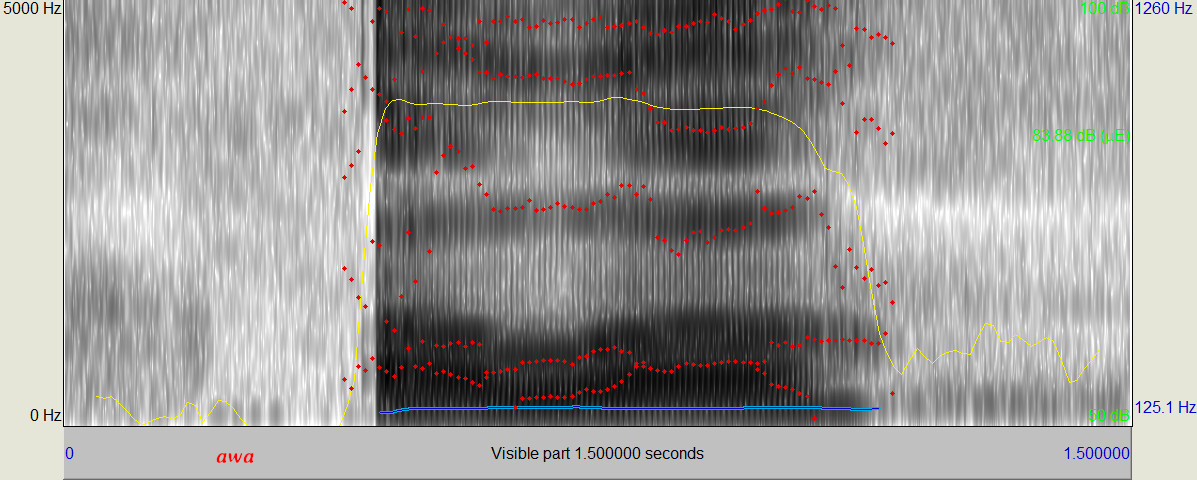 5000 Hz 100 dB 1260 Hz
83.88 dB (µE)
0 Hz 50 dB 125.1 Hz
0 awa Visible part 1.500000 seconds 1.500000